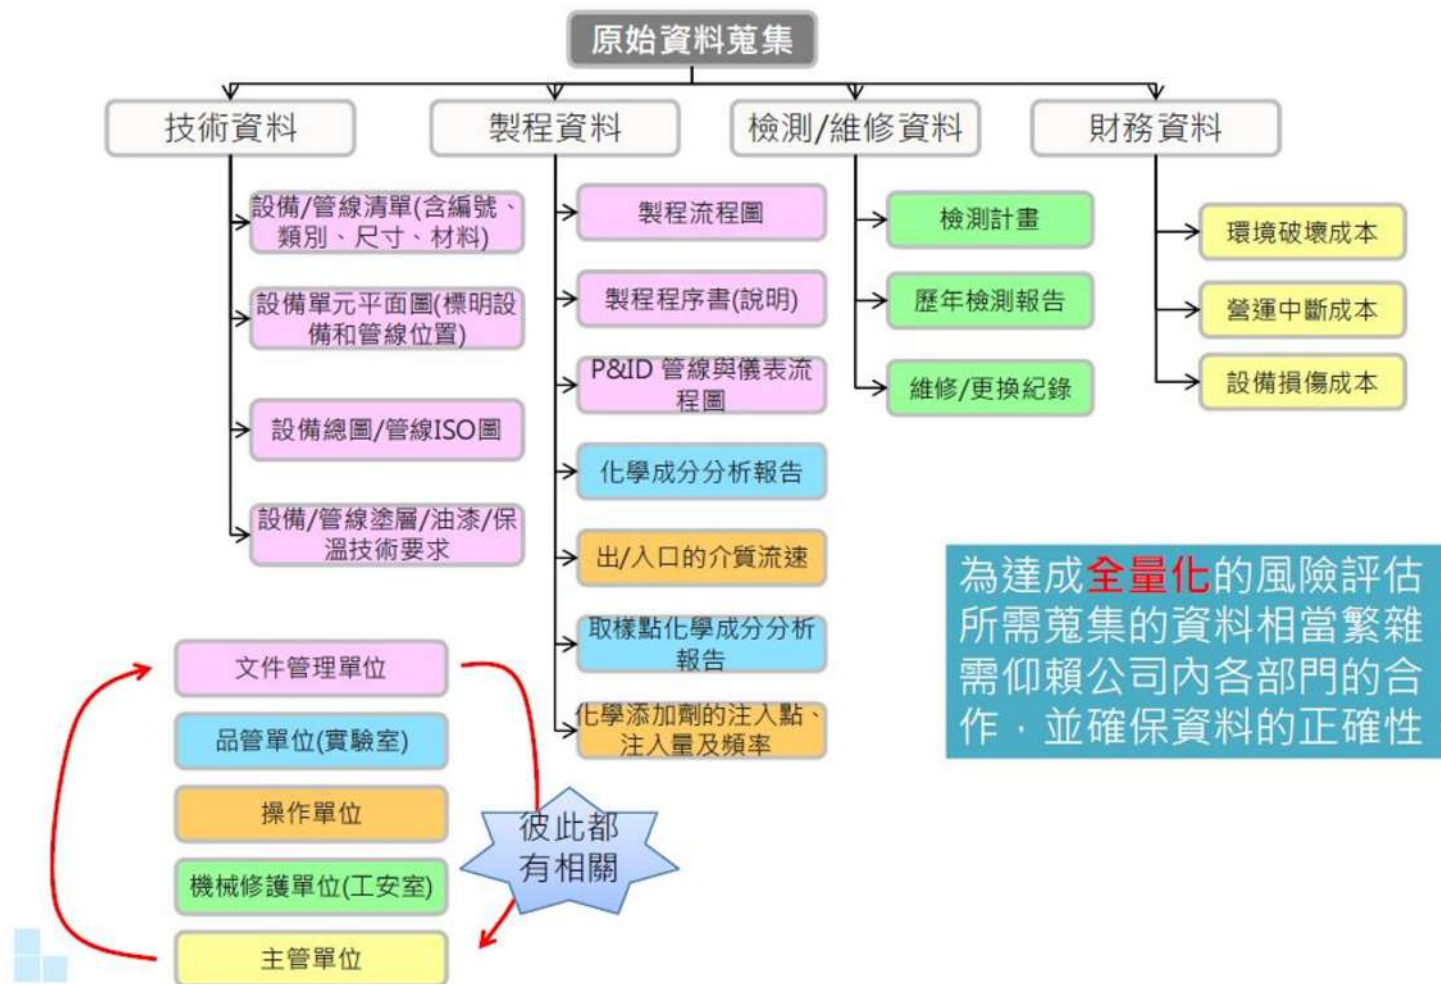 原始資料蒐集
技術資料
製程資料
檢測/維修資料
財務資料
設備/管線清單(含編號、
類別、尺寸、材料)
設備單元平面圖(標明設
備和管線位置)
設備總圖/管線ISO圖
設備/管線塗層/油漆/保
溫技術要求
製程流程圖
製程程序書(說明)
P&ID 管線與儀表流
程圖
化學成分分析報告
出/入口的介質流速
取樣點化學成分分析
報告
化學添加劑的注入點、
注入量及頻率
檢測計畫
歷年檢測報告
維修/更換紀錄
環境破壞成本
營運中斷成本
設備損傷成本
文件管理單位
品管單位(實驗室)
操作單位
機械修護單位(工安室)
主管單位
彼此都
有相關
為達成全量化的風險評估
所需蒐集的資料相當繁雜
需仰賴公司內各部門的合
作，並確保資料的正確性